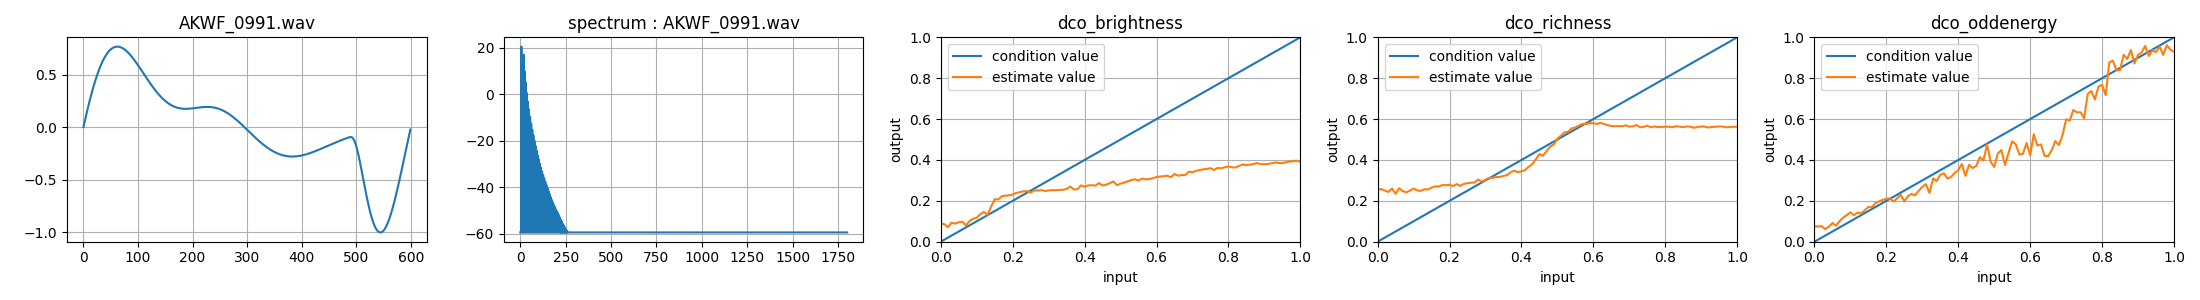 AKWF_0991.wav
0.5
0.0
−0.5
−1.0
0 100 200 300 400 500 600
spectrum : AKWF_0991.wav
20
0
−20
−40
−60
0 250 500 750 1000 1250 1500 1750
dco_brightness
condition value
estimate value
output
1.0
0.8
0.6
0.4
0.2
0.0
0.0 0.2 0.4 0.6 0.8 1.0
input
dco_richness
condition value
estimate value
output
1.0
0.8
0.6
0.4
0.2
0.0
0.0 0.2 0.4 0.6 0.8 1.0
input
dco_oddenergy
condition value
estimate value
output
1.0
0.8
0.6
0.4
0.2
0.0
0.0 0.2 0.4 0.6 0.8 1.0
input